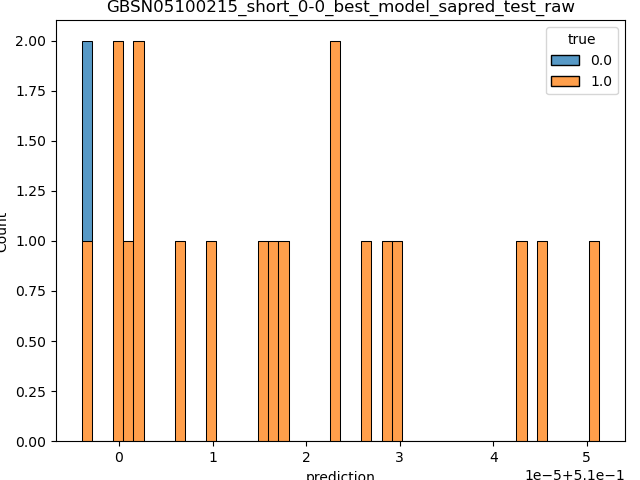 GBSN05100215_short_0-0_best_model_sapred_test_raw
true
0.0
1.0
2.00
1.75
1.50
1.25
1.00
0.75
0.50
0.25
0.00
Count
0 1 2 3 4 5
prediction
1e−5+5.1e−1